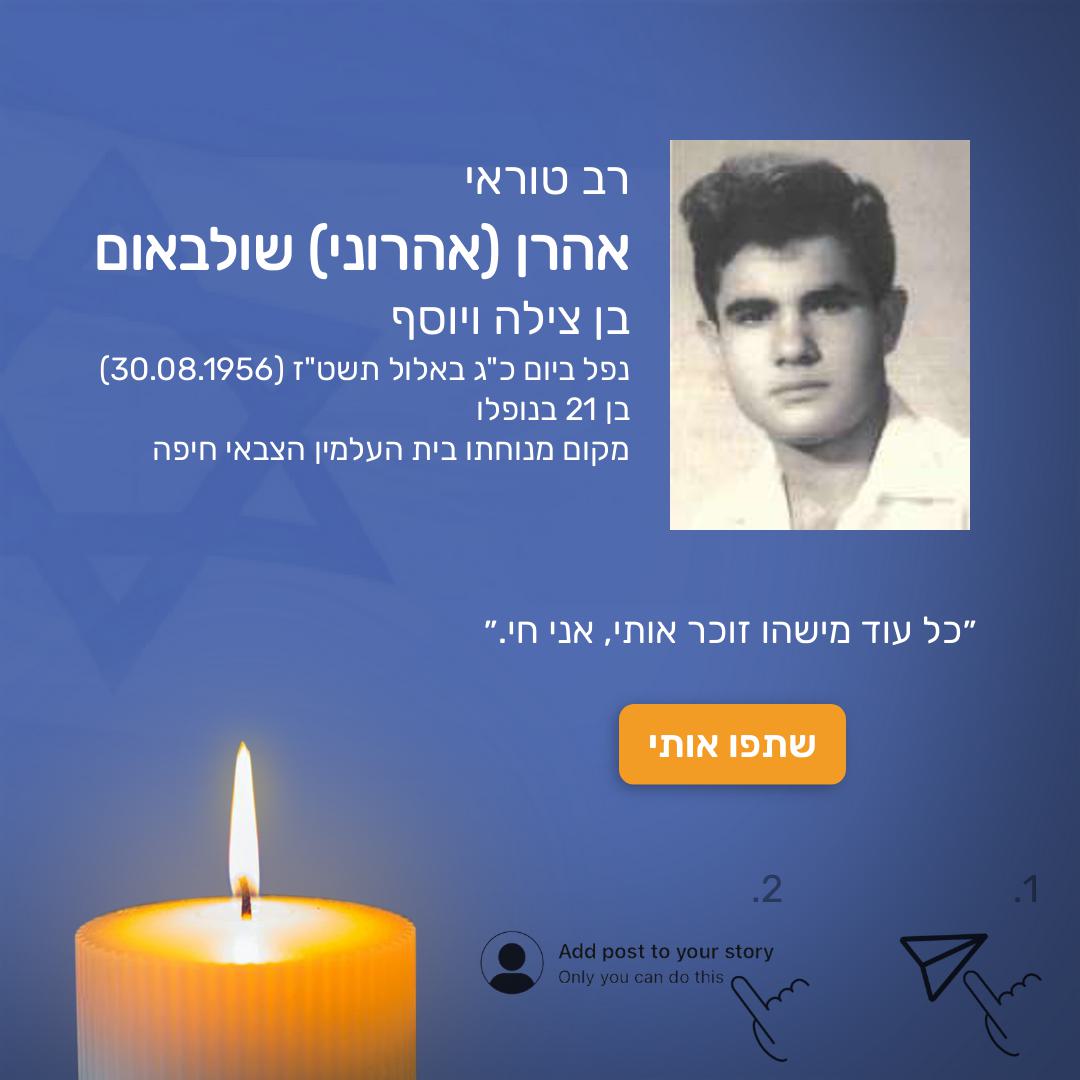 רב טוראי
אהרן (אהרוני) שולבאום
בן צילה ויוסף
נפל ביום כ"ג באלול תשט"ז (30.08.1956)
בן 21 בנופלו
מקום מנוחתו בית העלמין הצבאי חיפה
״כל עוד מישהו זוכר אותי, אני חי.״
שתפו אותי
.1
.2
Add post to your story
Only you can do this